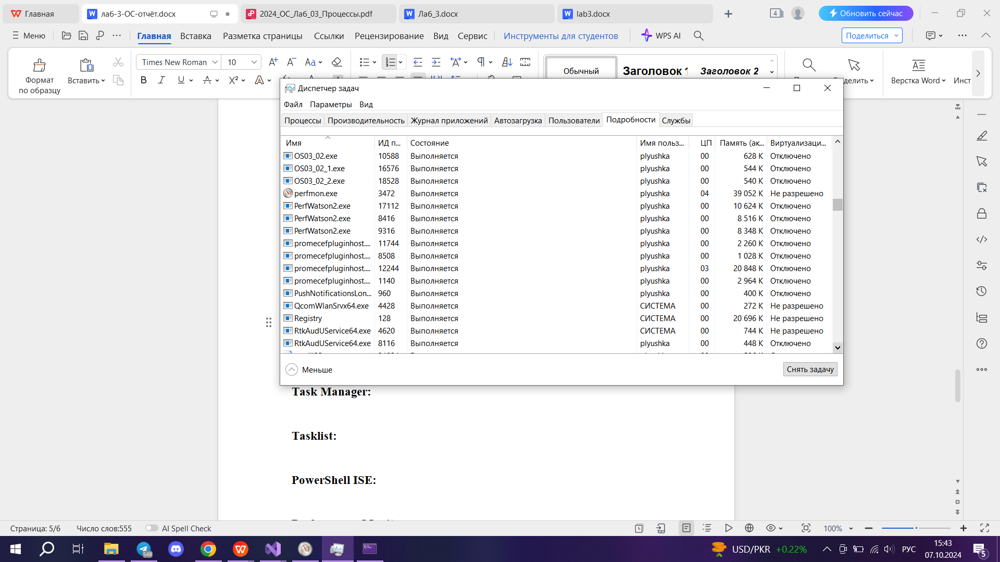 Главная
лаб-3-ОС-отчёт.docx
2024_ОС_Лаб_03_Процессы.pdf
Лаб_3.docx
lab3.docx
4
Обновить сейчас
Меню
Главная
Вставка
Разметка страницы
Ссылки
Рецензирование
Вид
Сервис
Инструменты для студентов
WPS AI
Поделиться
Формат
по образцу
Вставить
Times New Roman
10
Обычный
Заголовок 1
Заголовок 2
Верстка Word
Инст
Диспетчер задач
Файл Параметры Вид
Процессы Производительность Журнал приложений Автозагрузка Пользователи Подробности Службы
Имя ИД п... Состояние Имя польз... ЦП Память (ак... Виртуализаци...
OS03_02.exe 10588 Выполняется plyushka 00 628 K Отключено
OS03_02_1.exe 16576 Выполняется plyushka 00 544 K Отключено
OS03_02_2.exe 18528 Выполняется plyushka 00 540 K Отключено
perfmon.exe 3472 Выполняется plyushka 04 39 052 K Не разрешено
PerfWatson2.exe 17112 Выполняется plyushka 00 10 624 K Отключено
PerfWatson2.exe 8416 Выполняется plyushka 00 8 516 K Отключено
PerfWatson2.exe 9316 Выполняется plyushka 00 8 348 K Отключено
promecefpluginhost.... 11744 Выполняется plyushka 00 2 260 K Отключено
promecefpluginhost.... 8508 Выполняется plyushka 00 1 028 K Отключено
promecefpluginhost.... 12244 Выполняется plyushka 03 20 848 K Отключено
promecefpluginhost.... 1140 Выполняется plyushka 00 2 964 K Отключено
PushNotificationsLon... 960 Выполняется plyushka 00 400 K Отключено
QcomWlanSrvx64.exe 4428 Выполняется СИСТЕМА 00 272 K Не разрешено
Registry 128 Выполняется СИСТЕМА 00 20 696 K Не разрешено
RtkAudUService64.exe 4620 Выполняется СИСТЕМА 00 744 K Не разрешено
RtkAudUService64.exe 8116 Выполняется plyushka 00 448 K Отключено
Меньше
Снять задачу
Task Manager:
Tasklist:
PowerShell ISE:
Страница: 5/6
Число слов:555
AI Spell Check
100%
548
USD/PKR +0.22%
РУС
15:43
07.10.2024
5